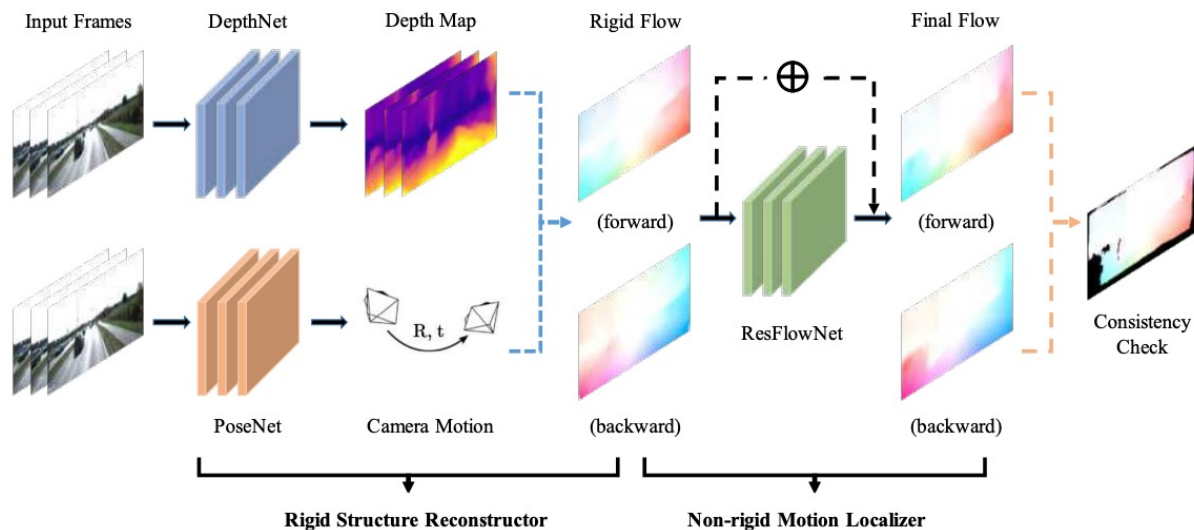 Input Frames
DepthNet
Depth Map
Rigid Flow
Final Flow
(forward)
(forward)
R, t
ResFlowNet
Consistency
Check
PoseNet
Camera Motion
(backward)
(backward)
Rigid Structure Reconstructor
Non-rigid Motion Localizer